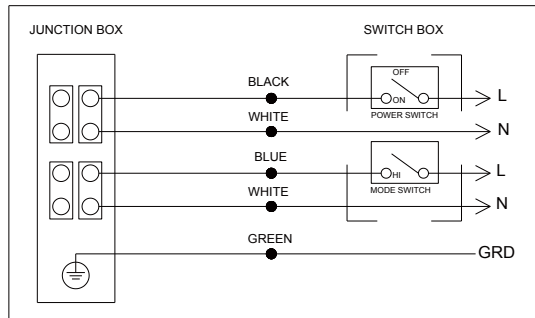 JUNCTION BOX
SWITCH BOX
OFF
BLACK
ON
L
POWER SWITCH
WHITE
N
BLUE
HI
L
MODE SWITCH
WHITE
N
GREEN
GRD